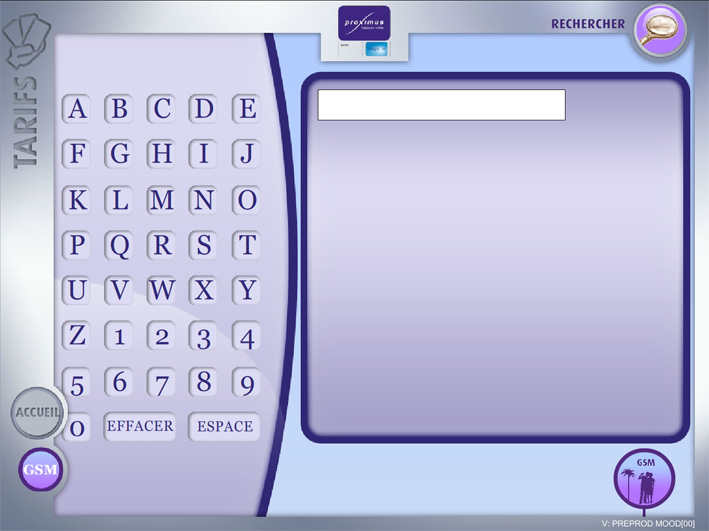 proximus
RECHERCHER
TARIFS
A B C D E
F G H I J
K L M N O
P Q R S T
U V W X Y
Z 1 2 3 4
5 6 7 8 9
0 EFFACER ESPACE
ACCUEIL
GSM
GSM
V: PREPROD MOOD[00]